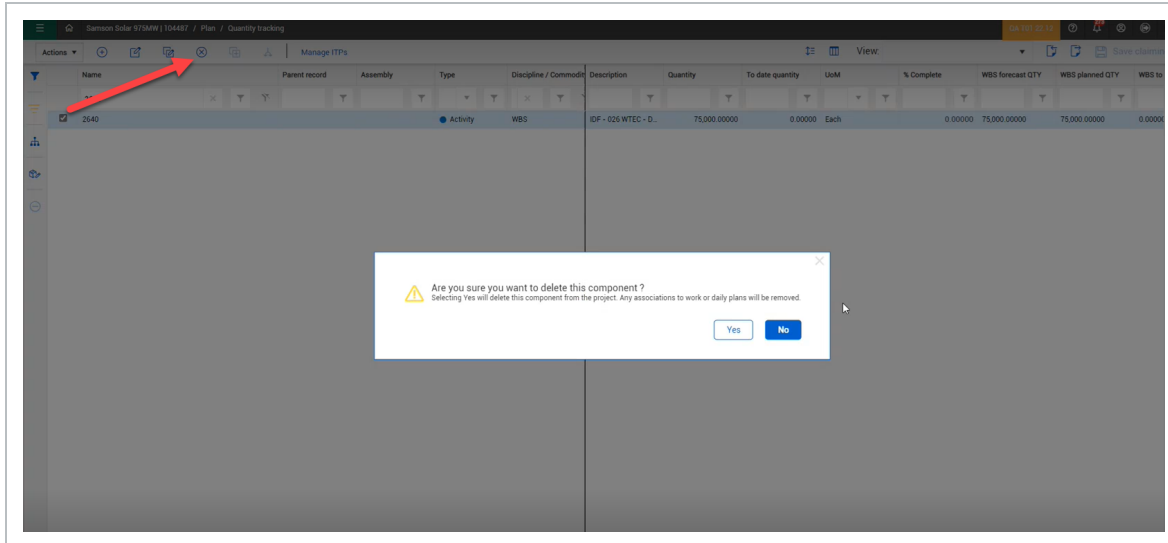 Samson Solar 975MW | 104487 / Plan / Quantity tracking
Actions
Manage ITPs
View:
Name Parent record Assembly Type Discipline / Commodit Description Quantity To date quantity UoM % Complete WBS forecast QTY WBS planned QTY WBS to
2640 Activity WBS IDF - 026 WTEC - D... 75,000.00000 0.00000 Each 0.00000 75,000.00000 75,000.00000 0.0000
Are you sure you want to delete this component ?
Selecting Yes will delete this component from the project. Any associations to work or daily plans will be removed.
Yes No